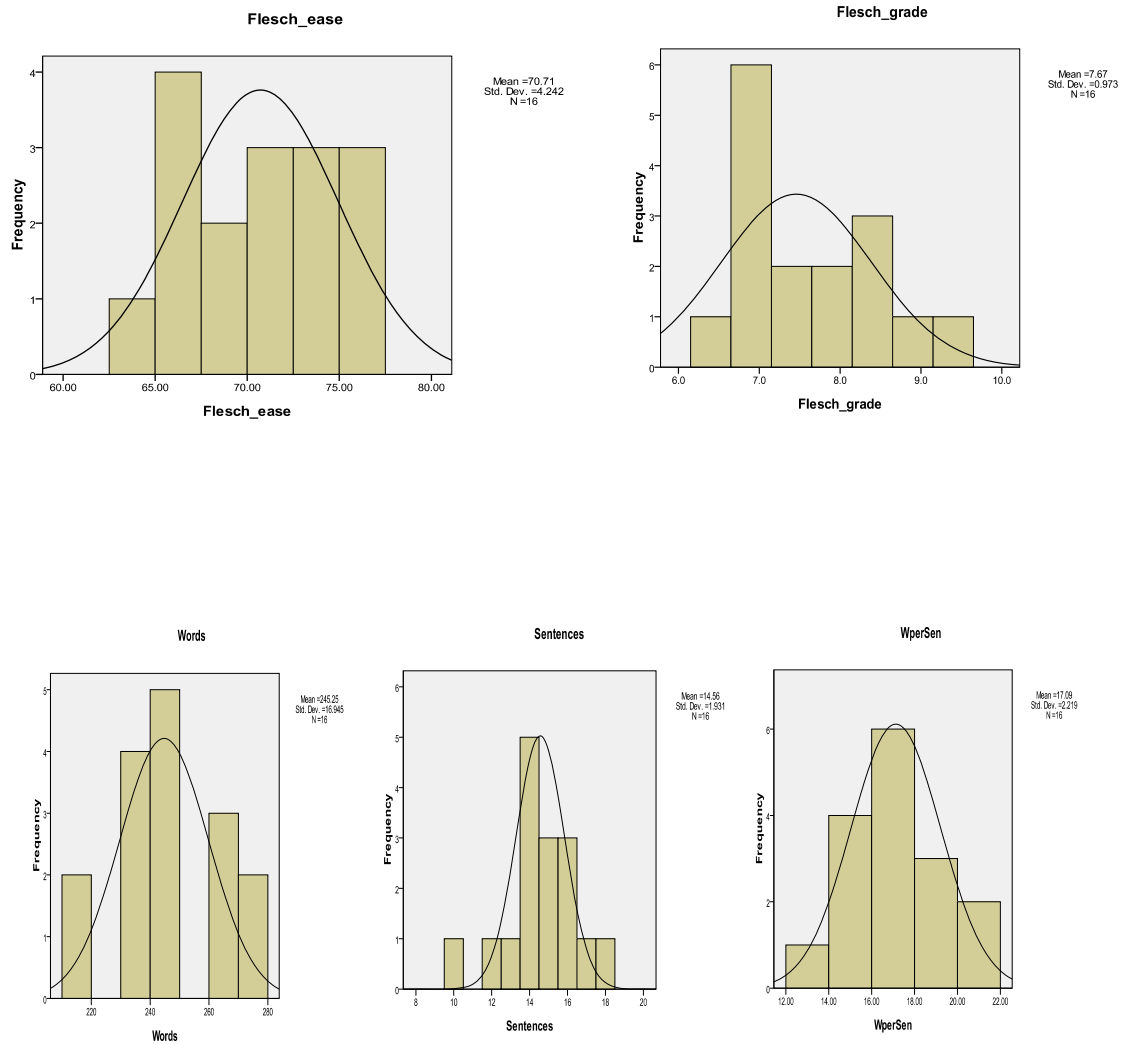 Flesch_ease
Mean =70.71
Std. Dev. =4.242
N =16
Frequency
4
3
2
1
0
60.00 65.00 70.00 75.00 80.00
Flesch_ease
Flesch_grade
Mean =7.67
Std. Dev. =0.973
N =16
Frequency
6
5
4
3
2
1
0
6.0 7.0 8.0 9.0 10.0
Flesch_grade
Words
Mean =245.25
Std. Dev. =16.945
N =16
Frequency
5
4
3
2
1
0
220 240 260 280
Words
Sentences
Mean =14.56
Std. Dev. =1.931
N =16
Frequency
6
5
4
3
2
1
0
8 10 12 14 16 18 20
Sentences
WperSen
Mean =17.09
Std. Dev. =2.219
N =16
Frequency
6
4
2
0
12.00 14.00 16.00 18.00 20.00 22.00
WperSen